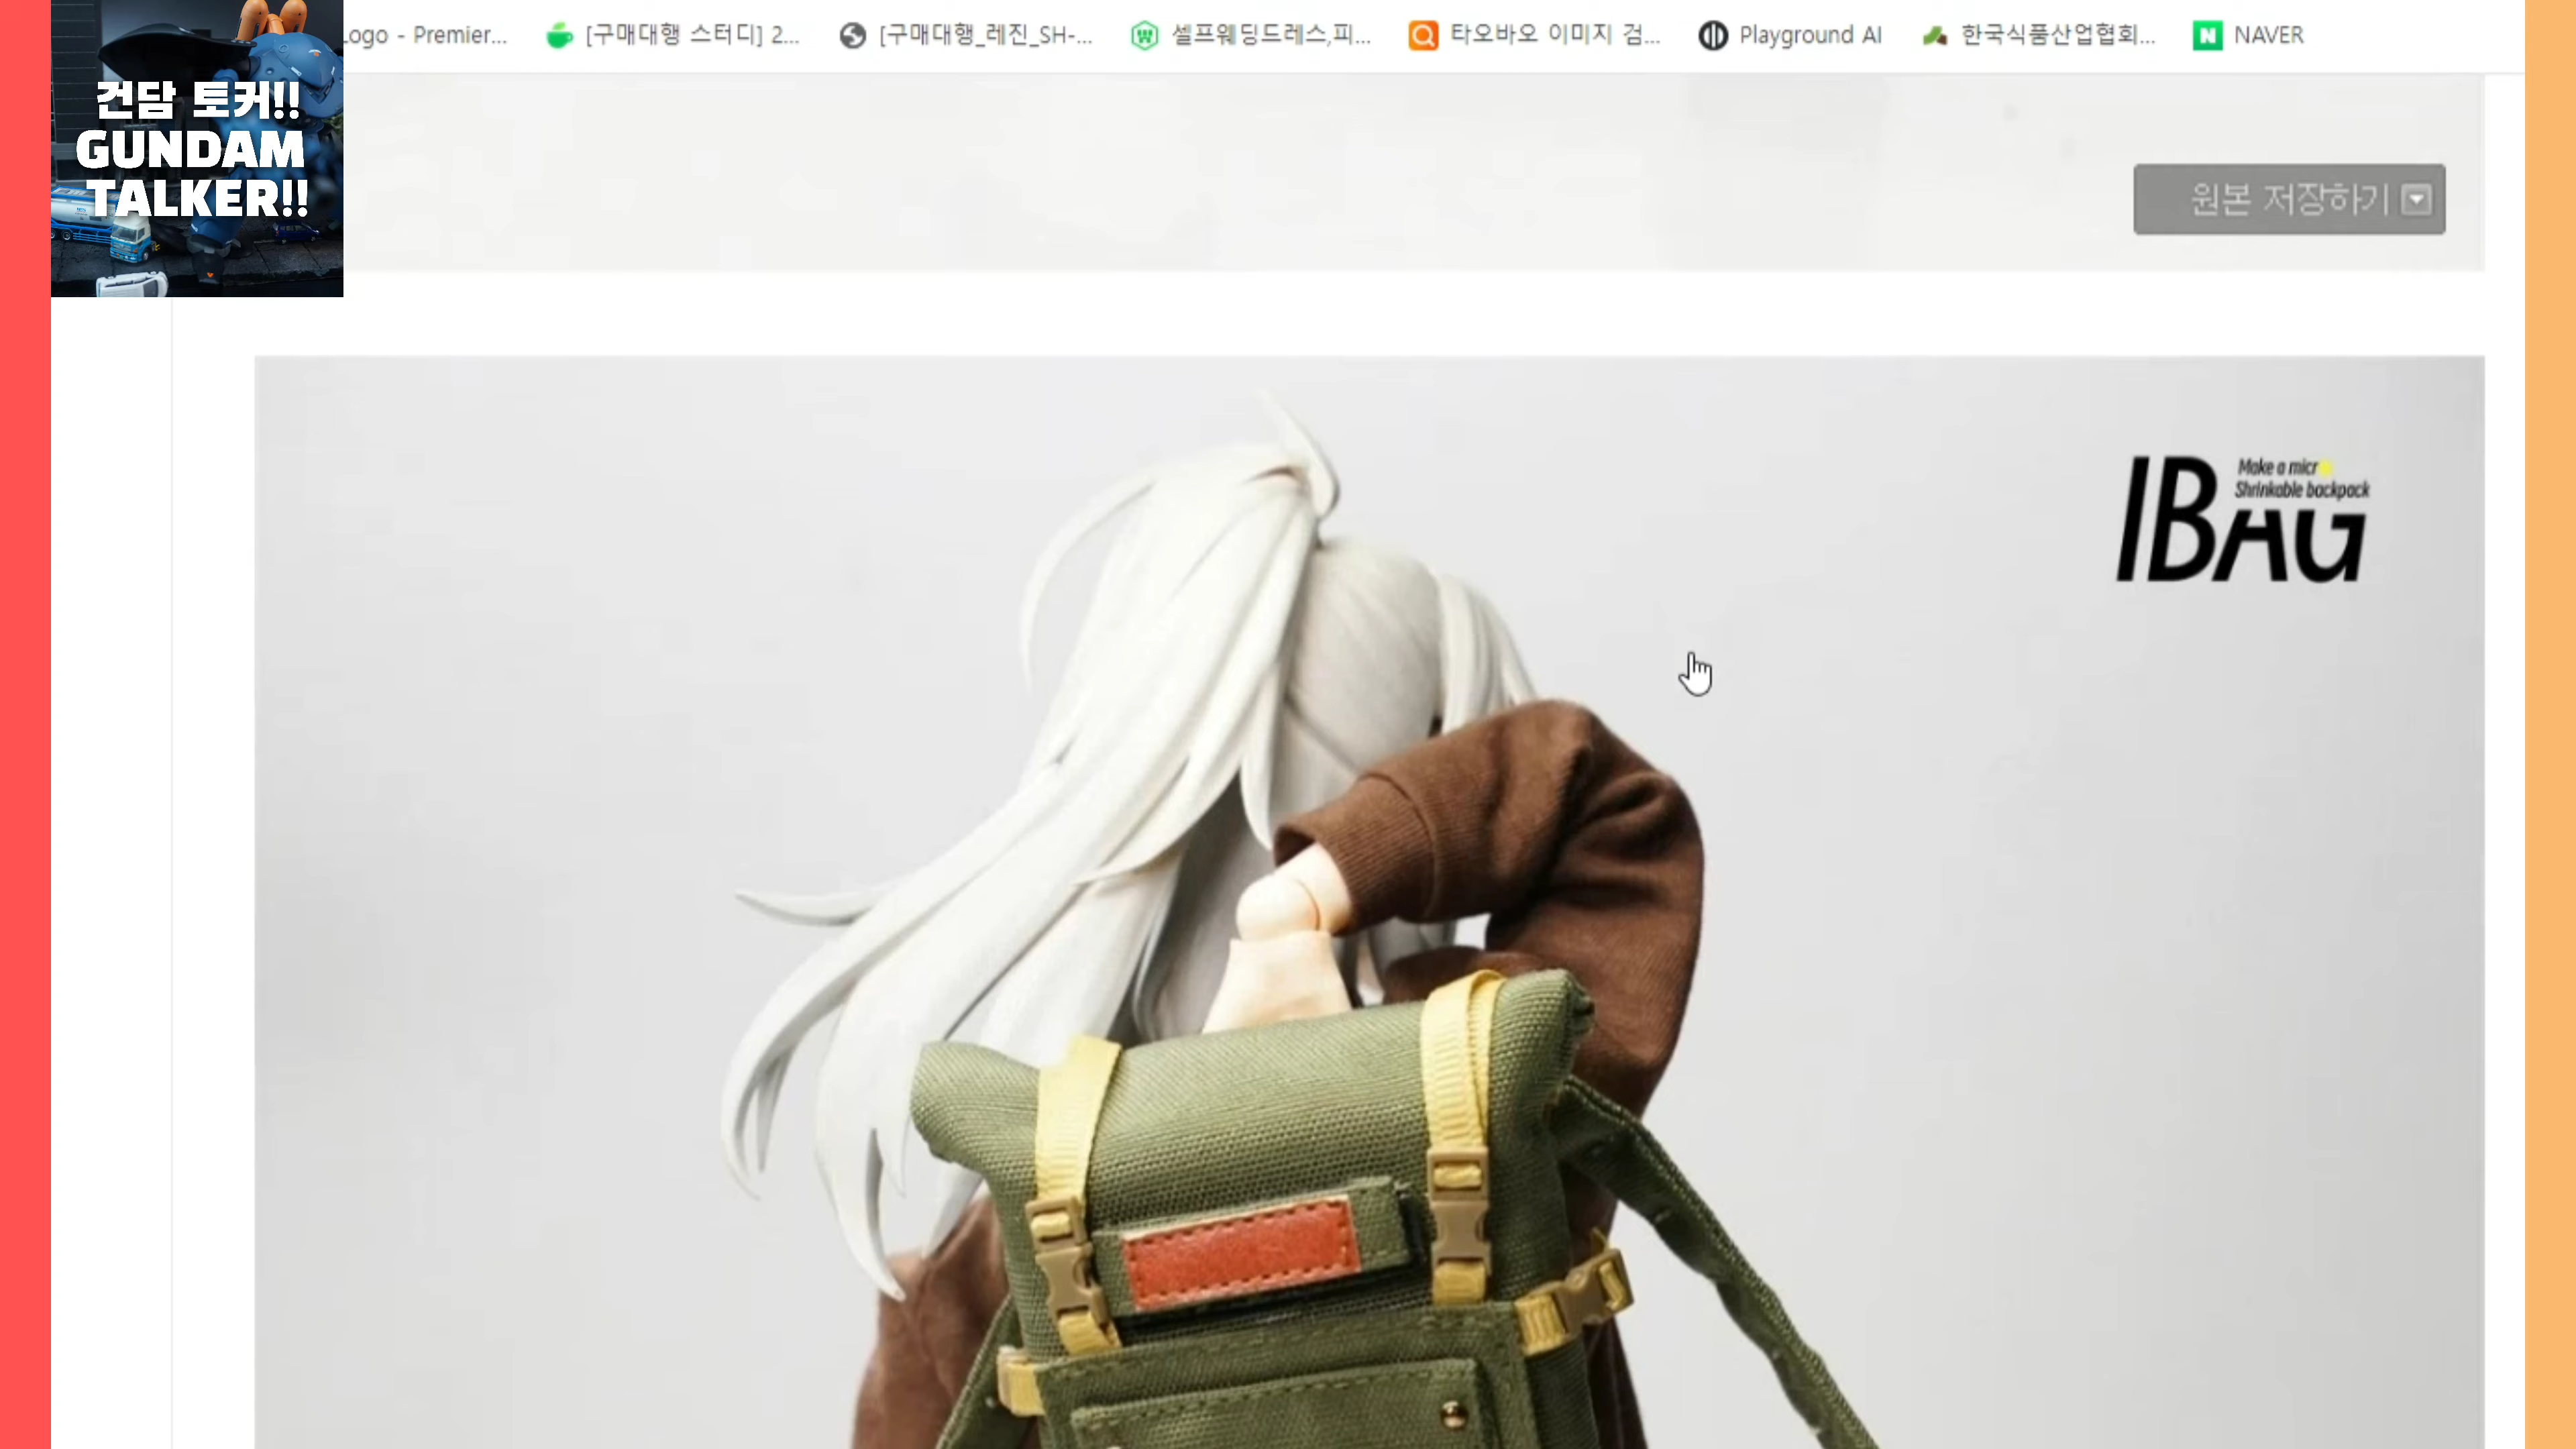 .ogo - Premier...
[구매대행 스터디] 2...
[구매대행_레진_SH-...
셀프웨딩드레스,피...
타오바오 이미지 검...
Playground AI
한국식품산업협회...
NAVER
건담 토커!!
GUNDAM
TALKER!!
원본 저장하기
Make a micr
Shrinkable backpack
IBAG